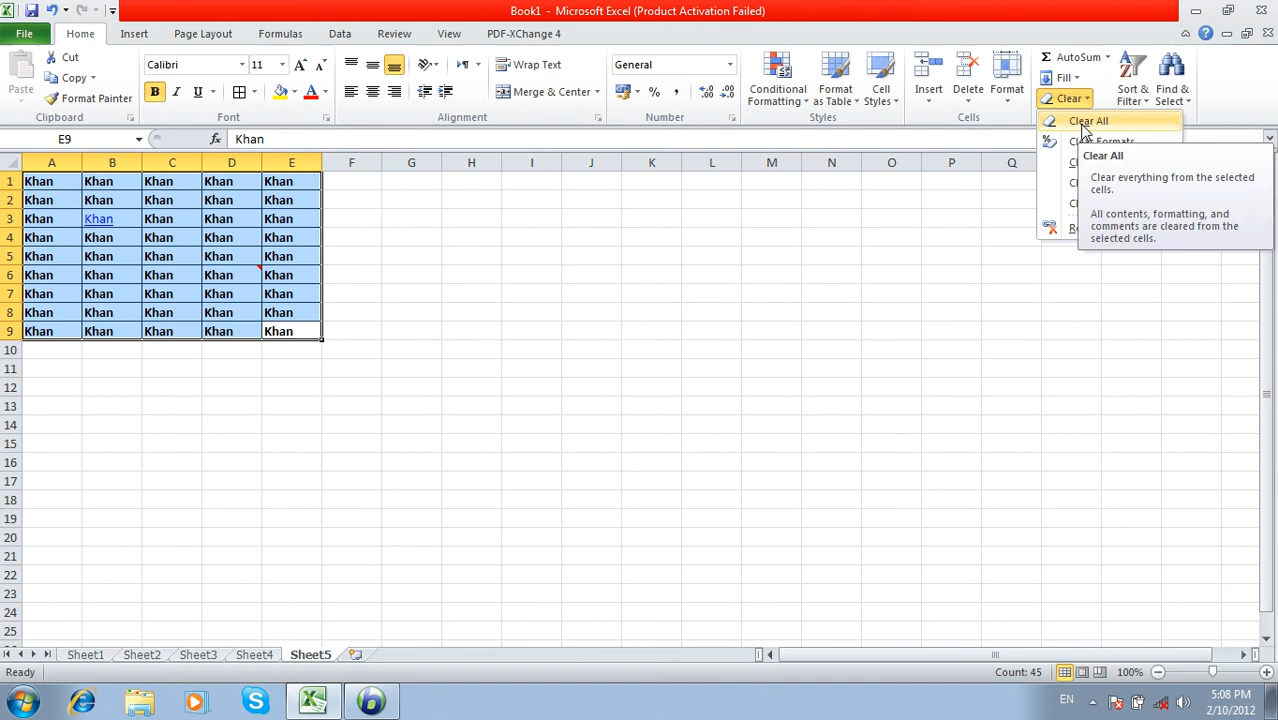 Book1 - Microsoft Excel (Product Activation Failed)
File Home Insert Page Layout Formulas Data Review View PDF-XChange 4
Paste Cut Copy Format Painter
Clipboard
Calibri 11
B I U
Font
Wrap Text
Merge & Center
Alignment
General
Number
Conditional Formatting
Format as Table
Cell Styles
Styles
Insert Delete Format
Cells
AutoSum
Fill
Clear
Sort & Filter
Find & Select
Clear All
Clear Formats
Clear All
Clear everything from the selected
cells.
All contents, formatting, and
comments are cleared from the
selected cells.
E9 fx Khan
A B C D E F G H I J K L M N O P Q
1 Khan Khan Khan Khan Khan
2 Khan Khan Khan Khan Khan
3 Khan Khan Khan Khan Khan
4 Khan Khan Khan Khan Khan
5 Khan Khan Khan Khan Khan
6 Khan Khan Khan Khan Khan
7 Khan Khan Khan Khan Khan
8 Khan Khan Khan Khan Khan
9 Khan Khan Khan Khan Khan
10
11
12
13
14
15
16
17
18
19
20
21
22
23
24
25
Sheet1 Sheet2 Sheet3 Sheet4 Sheet5
Ready Count: 45 100%
EN 5:08 PM
2/10/2012